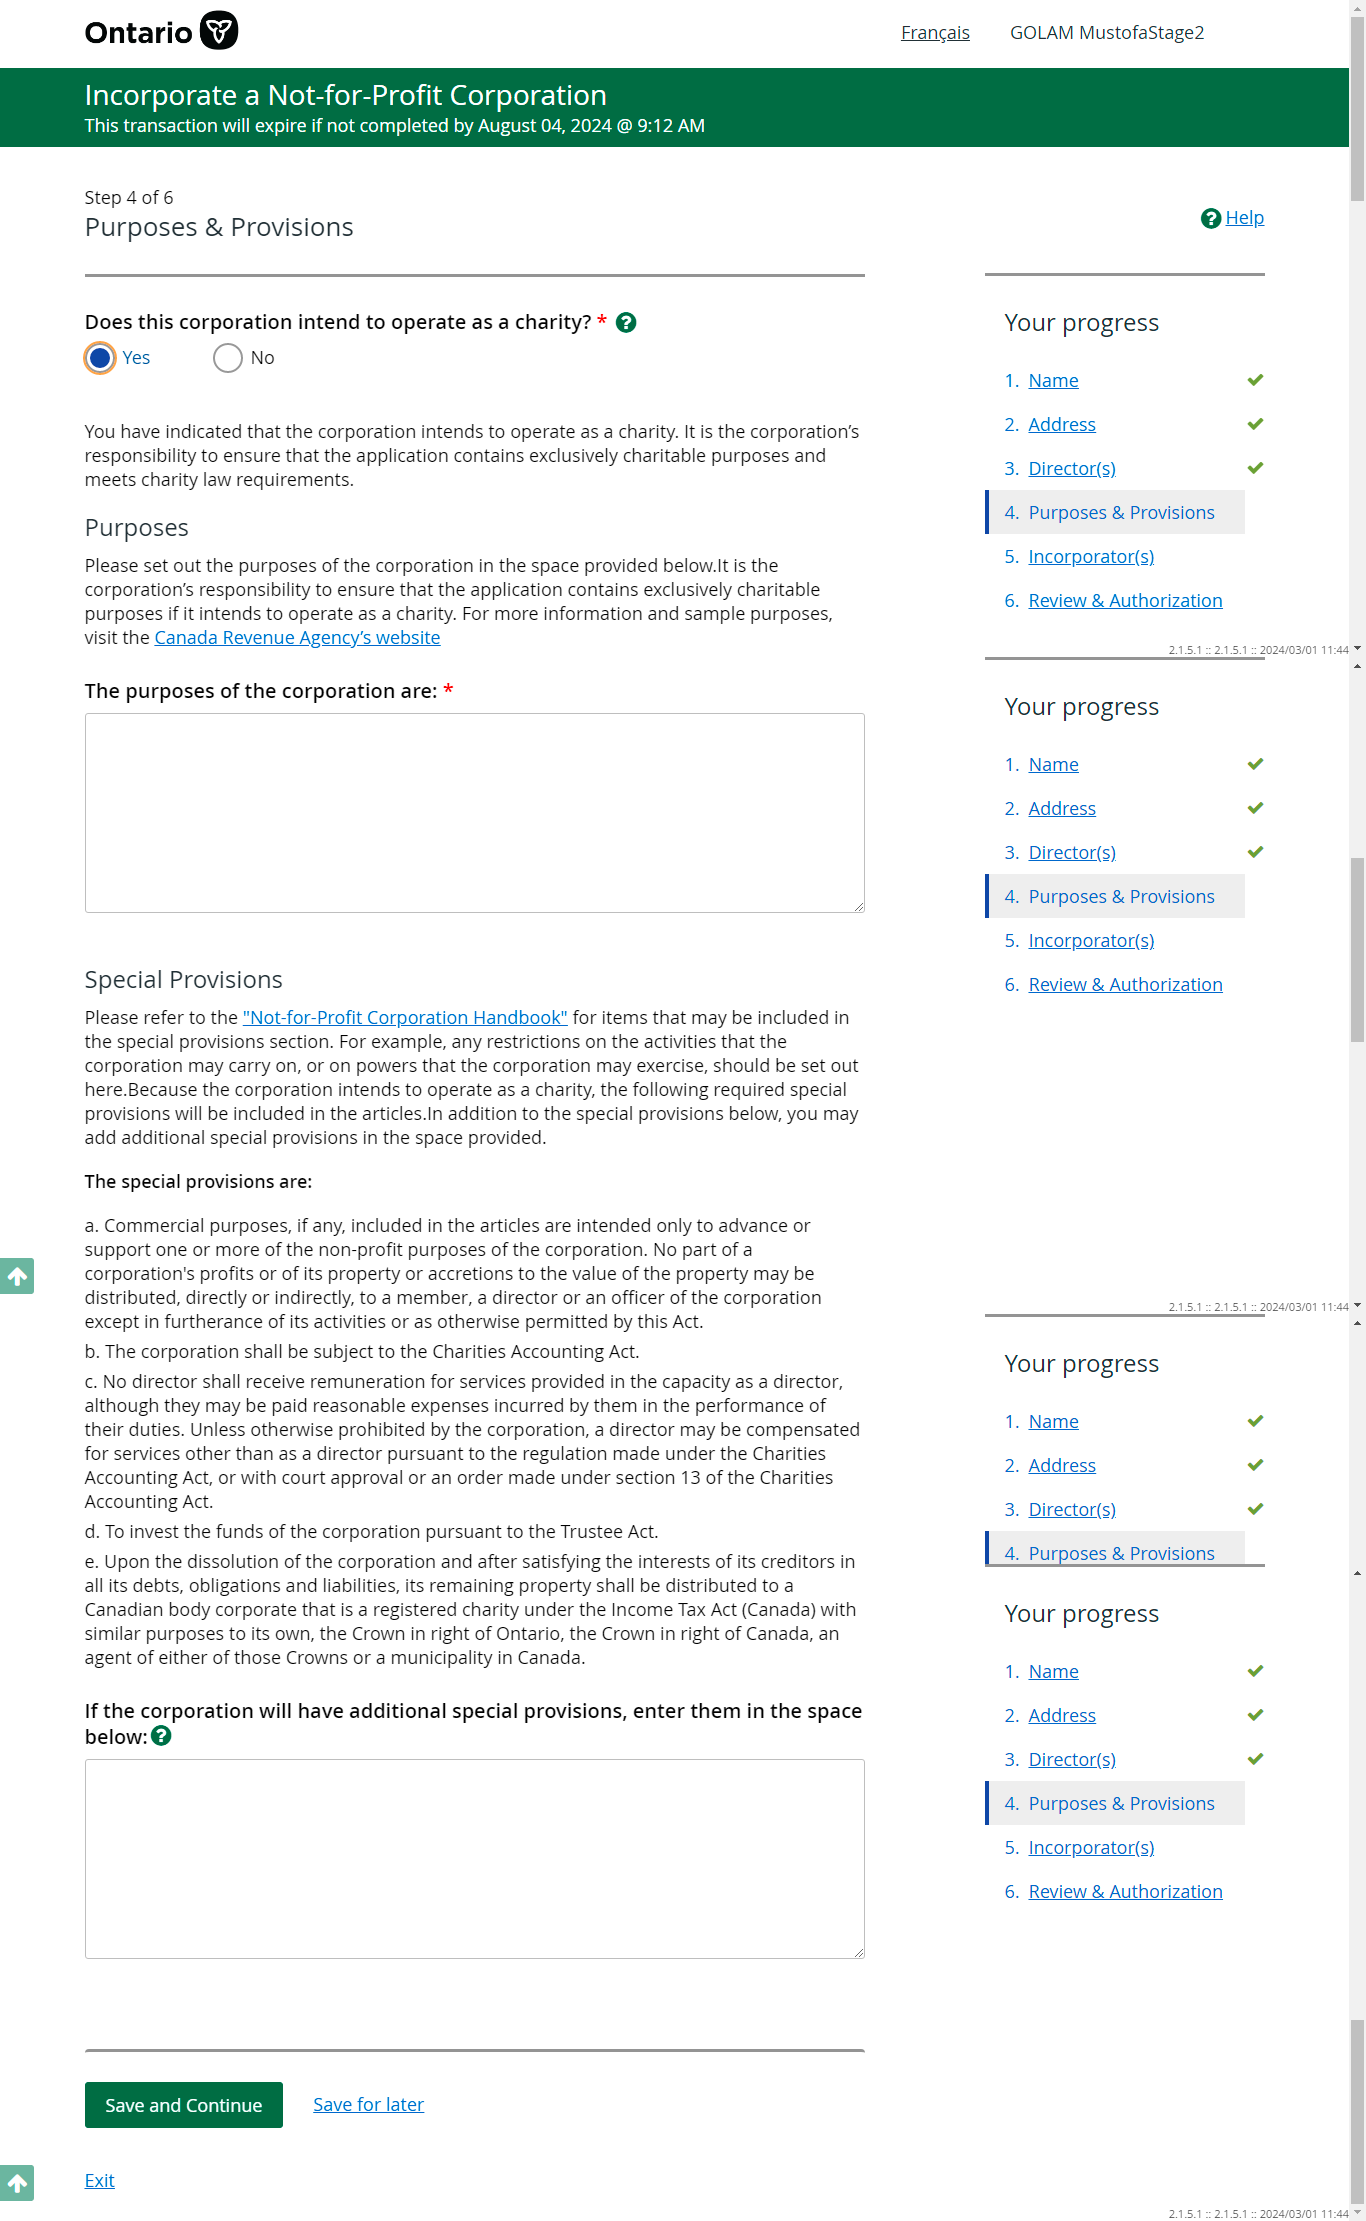 Ontario
Français
GOLAM MustofaStage2
Incorporate a Not-for-Profit Corporation
This transaction will expire if not completed by August 04, 2024 @ 9:12 AM
Step 4 of 6
Purposes & Provisions
Help
Does this corporation intend to operate as a charity? *
Yes
No
You have indicated that the corporation intends to operate as a charity. It is the corporation’s
responsibility to ensure that the application contains exclusively charitable purposes and
meets charity law requirements.
Purposes
Please set out the purposes of the corporation in the space provided below.It is the
corporation’s responsibility to ensure that the application contains exclusively charitable
purposes if it intends to operate as a charity. For more information and sample purposes,
visit the Canada Revenue Agency’s website
The purposes of the corporation are: *
Special Provisions
Please refer to the "Not-for-Profit Corporation Handbook" for items that may be included in
the special provisions section. For example, any restrictions on the activities that the
corporation may carry on, or on powers that the corporation may exercise, should be set out
here.Because the corporation intends to operate as a charity, the following required special
provisions will be included in the articles.In addition to the special provisions below, you may
add additional special provisions in the space provided.
The special provisions are:
a. Commercial purposes, if any, included in the articles are intended only to advance or
support one or more of the non-profit purposes of the corporation. No part of a
corporation's profits or of its property or accretions to the value of the property may be
distributed, directly or indirectly, to a member, a director or an officer of the corporation
except in furtherance of its activities or as otherwise permitted by this Act.
b. The corporation shall be subject to the Charities Accounting Act.
c. No director shall receive remuneration for services provided in the capacity as a director,
although they may be paid reasonable expenses incurred by them in the performance of
their duties. Unless otherwise prohibited by the corporation, a director may be compensated
for services other than as a director pursuant to the regulation made under the Charities
Accounting Act, or with court approval or an order made under section 13 of the Charities
Accounting Act.
d. To invest the funds of the corporation pursuant to the Trustee Act.
e. Upon the dissolution of the corporation and after satisfying the interests of its creditors in
all its debts, obligations and liabilities, its remaining property shall be distributed to a
Canadian body corporate that is a registered charity under the Income Tax Act (Canada) with
similar purposes to its own, the Crown in right of Ontario, the Crown in right of Canada, an
agent of either of those Crowns or a municipality in Canada.
If the corporation will have additional special provisions, enter them in the space
below:
Save and Continue
Save for later
Exit
Your progress
1. Name
2. Address
3. Director(s)
4. Purposes & Provisions
5. Incorporator(s)
6. Review & Authorization
2.1.5.1 :: 2.1.5.1 :: 2024/03/01 11:44
Your progress
1. Name
2. Address
3. Director(s)
4. Purposes & Provisions
5. Incorporator(s)
6. Review & Authorization
2.1.5.1 :: 2.1.5.1 :: 2024/03/01 11:44
Your progress
1. Name
2. Address
3. Director(s)
4. Purposes & Provisions
Your progress
1. Name
2. Address
3. Director(s)
4. Purposes & Provisions
5. Incorporator(s)
6. Review & Authorization
2.1.5.1 :: 2.1.5.1 :: 2024/03/01 11:44